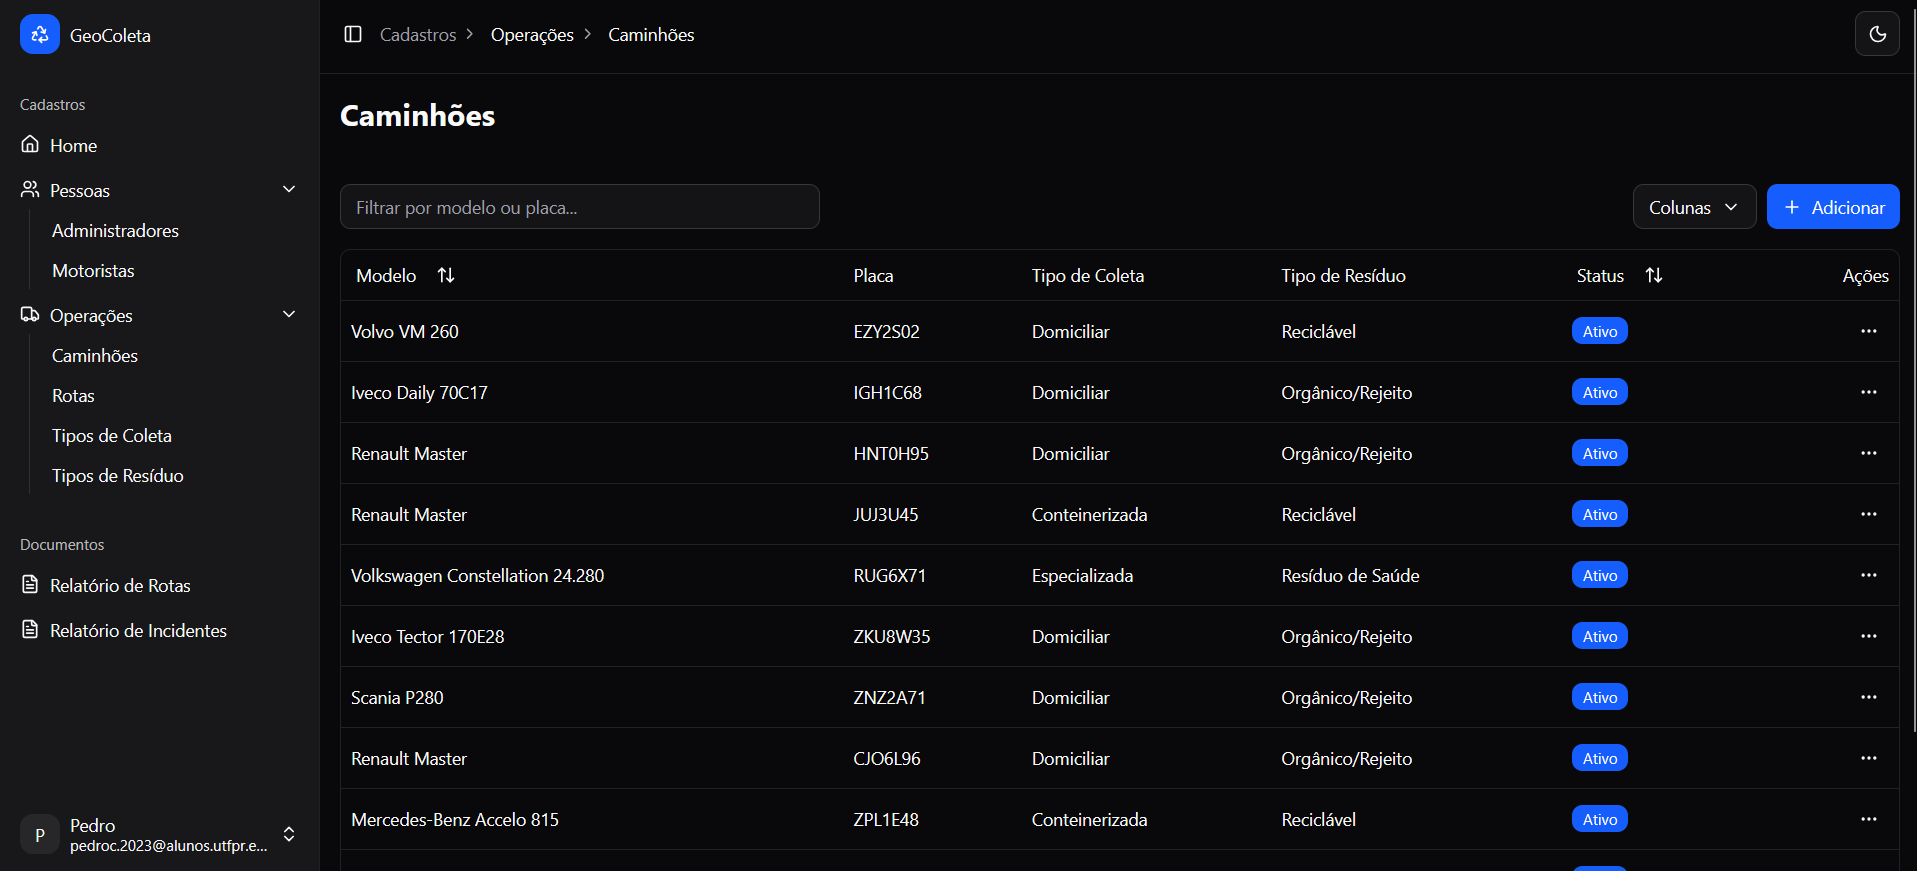 GeoColeta
Cadastros
Home
Pessoas
Administradores
Motoristas
Operações
Caminhões
Rotas
Tipos de Coleta
Tipos de Resíduo
Documentos
Relatório de Rotas
Relatório de Incidentes
P
Pedro
pedroc.2023@alunos.utfpr.e...
Cadastros > Operações > Caminhões
Caminhões
Filtrar por modelo ou placa...
Colunas
+ Adicionar
Modelo Placa Tipo de Coleta Tipo de Resíduo Status Ações
Volvo VM 260 EZY2S02 Domiciliar Reciclável Ativo ...
Iveco Daily 70C17 IGH1C68 Domiciliar Orgânico/Rejeito Ativo ...
Renault Master HNT0H95 Domiciliar Orgânico/Rejeito Ativo ...
Renault Master JUJ3U45 Conteinerizada Reciclável Ativo ...
Volkswagen Constellation 24.280 RUG6X71 Especializada Resíduo de Saúde Ativo ...
Iveco Tector 170E28 ZKU8W35 Domiciliar Orgânico/Rejeito Ativo ...
Scania P280 ZNZ2A71 Domiciliar Orgânico/Rejeito Ativo ...
Renault Master CJO6L96 Domiciliar Orgânico/Rejeito Ativo ...
Mercedes-Benz Accelo 815 ZPL1E48 Conteinerizada Reciclável Ativo ...